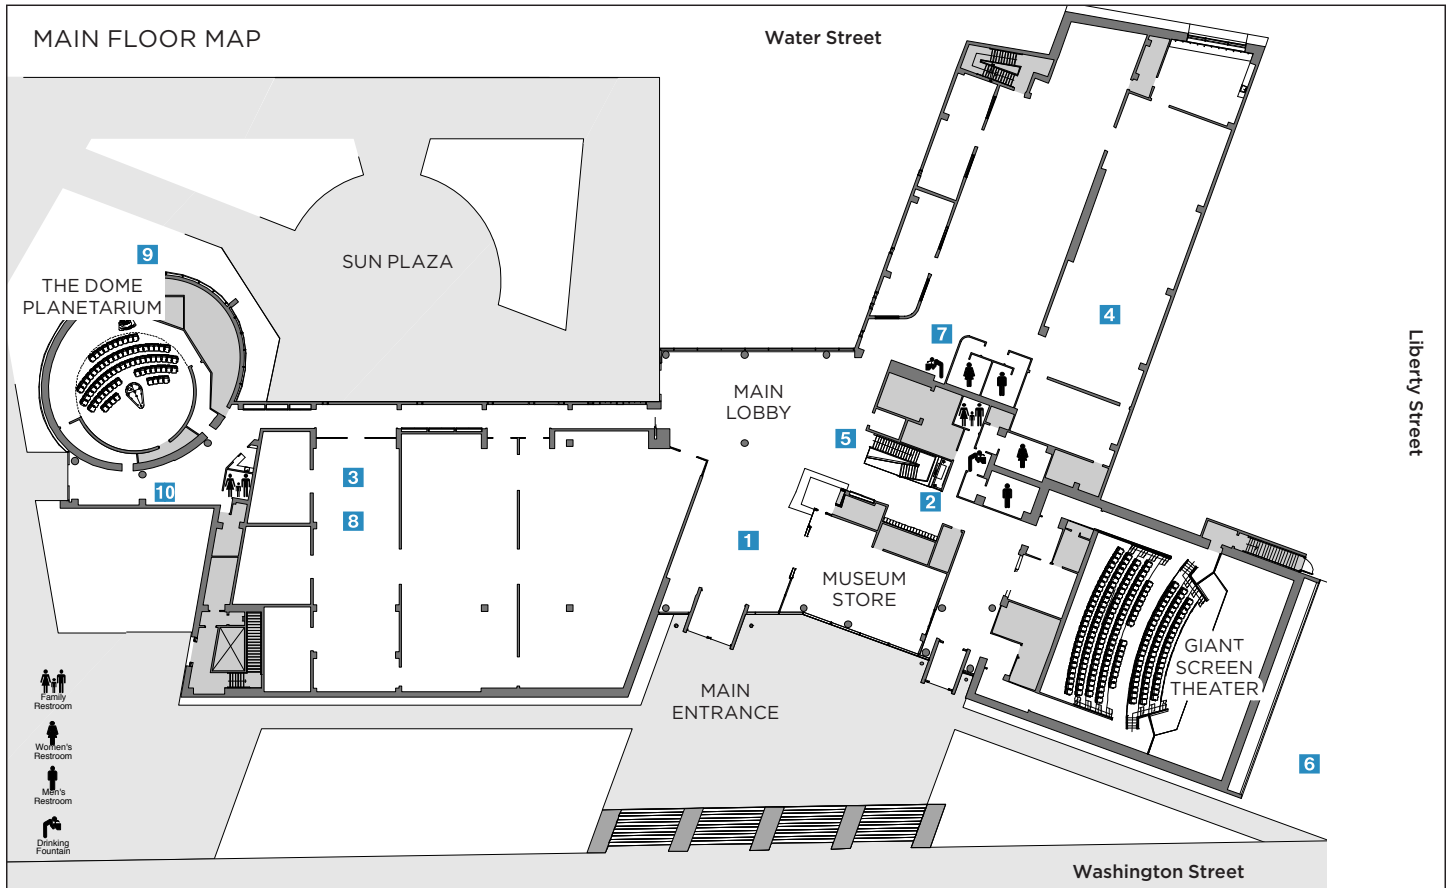 MAIN FLOOR MAP
Water Street
9
SUN PLAZA
THE DOME
PLANETARIUM
4
7
Liberty Street
MAIN
LOBBY
5
3
10
2
8
1
MUSEUM
STORE
GIANT
SCREEN
THEATER
MAIN
ENTRANCE
Family
Restroom
Women's
Restroom
6
Men's
Restroom
Drinking
Fountain
Washington Street